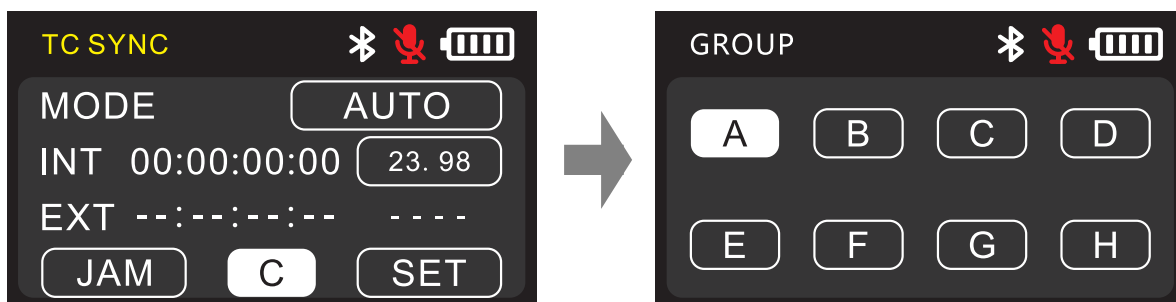 TC SYNC
MODE AUTO
INT 00:00:00:00 23. 98
EXT --:--:--:-- ----
JAM C SET
GROUP
A B C D
E F G H